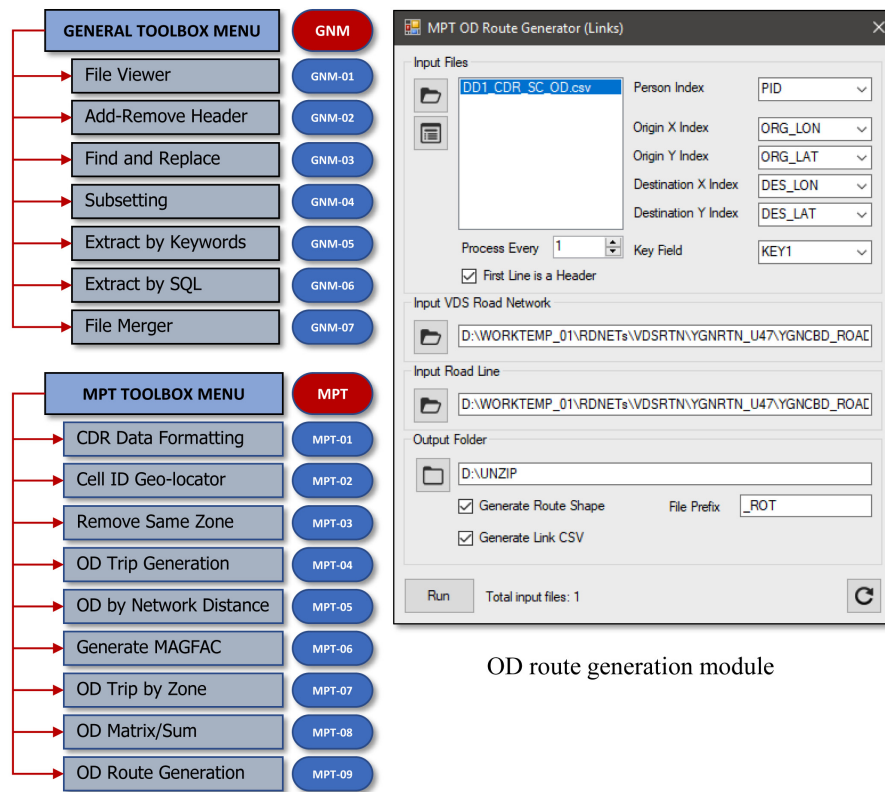 GENERAL TOOLBOX MENU GNM
File Viewer GNM-01
Add-Remove Header GNM-02
Find and Replace GNM-03
Subsetting GNM-04
Extract by Keywords GNM-05
Extract by SQL GNM-06
File Merger GNM-07
MPT TOOLBOX MENU MPT
CDR Data Formatting MPT-01
Cell ID Geo-locator MPT-02
Remove Same Zone MPT-03
OD Trip Generation MPT-04
OD by Network Distance MPT-05
Generate MAGFAC MPT-06
OD Trip by Zone MPT-07
OD Matrix/Sum MPT-08
OD Route Generation MPT-09
MPT OD Route Generator (Links)
Input Files
DD1_CDR_SC_OD.csv
Person Index PID
Origin X Index ORG_LON
Origin Y Index ORG_LAT
Destination X Index DES_LON
Destination Y Index DES_LAT
Process Every 1 Key Field KEY1
First Line is a Header
Input VDS Road Network
D:\WORKTEMP_01\RDNETs\VDSRTN\YGNRTN_U47\YGNCBD_ROAD
Input Road Line
D:\WORKTEMP_01\RDNETs\VDSRTN\YGNRTN_U47\YGNCBD_ROAD
Output Folder
D:\UNZIP
Generate Route Shape File Prefix _ROT
Generate Link CSV
Run Total input files: 1
OD route generation module